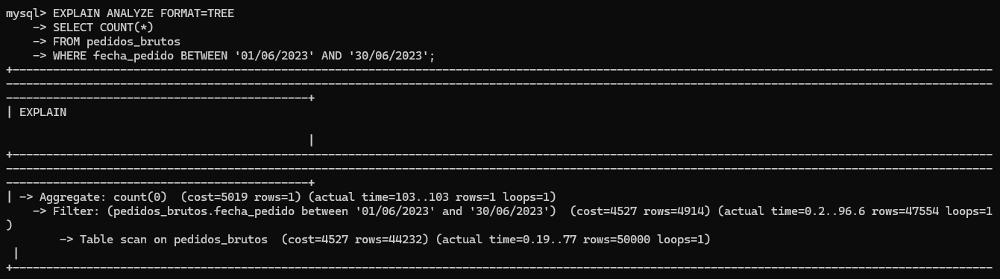 mysql> EXPLAIN ANALYZE FORMAT=TREE
    -> SELECT COUNT(*)
    -> FROM pedidos_brutos
    -> WHERE fecha_pedido BETWEEN '01/06/2023' AND '30/06/2023';
| EXPLAIN
|
| -> Aggregate: count(0)  (cost=5019 rows=1) (actual time=103..103 rows=1 loops=1)
    -> Filter: (pedidos_brutos.fecha_pedido between '01/06/2023' and '30/06/2023')  (cost=4527 rows=4914) (actual time=0.2..96.6 rows=47554 loops=1
)
        -> Table scan on pedidos_brutos  (cost=4527 rows=44232) (actual time=0.19..77 rows=50000 loops=1)
 |